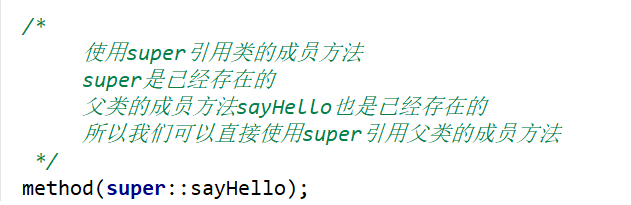 /*
使用super引用类的成员方法
super是已经存在的
父类的成员方法sayHello也是已经存在的
所以我们可以直接使用super引用父类的成员方法
*/
method(super::sayHello);